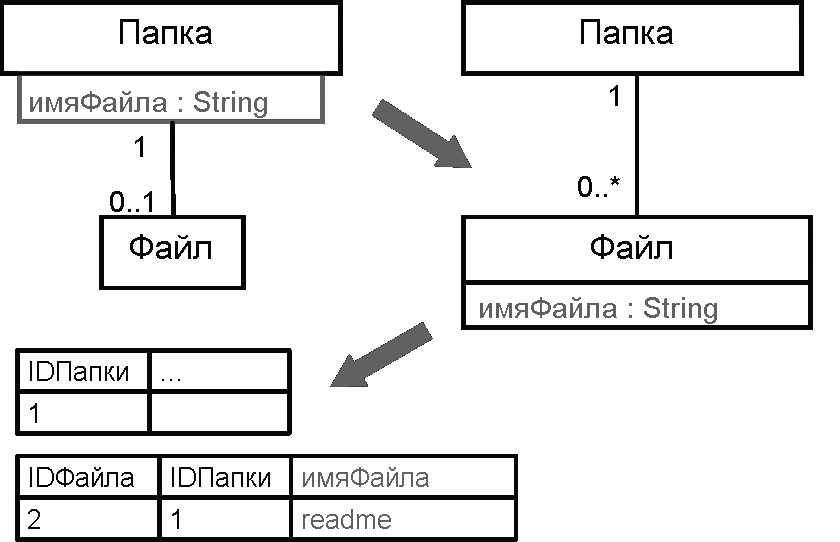 Папка
имяФайла : String
1
0..1
Файл
Папка
1
0..*
Файл
имяФайла : String
IDПапки ...
1
IDФайла IDПапки имяФайла
2 1 readme